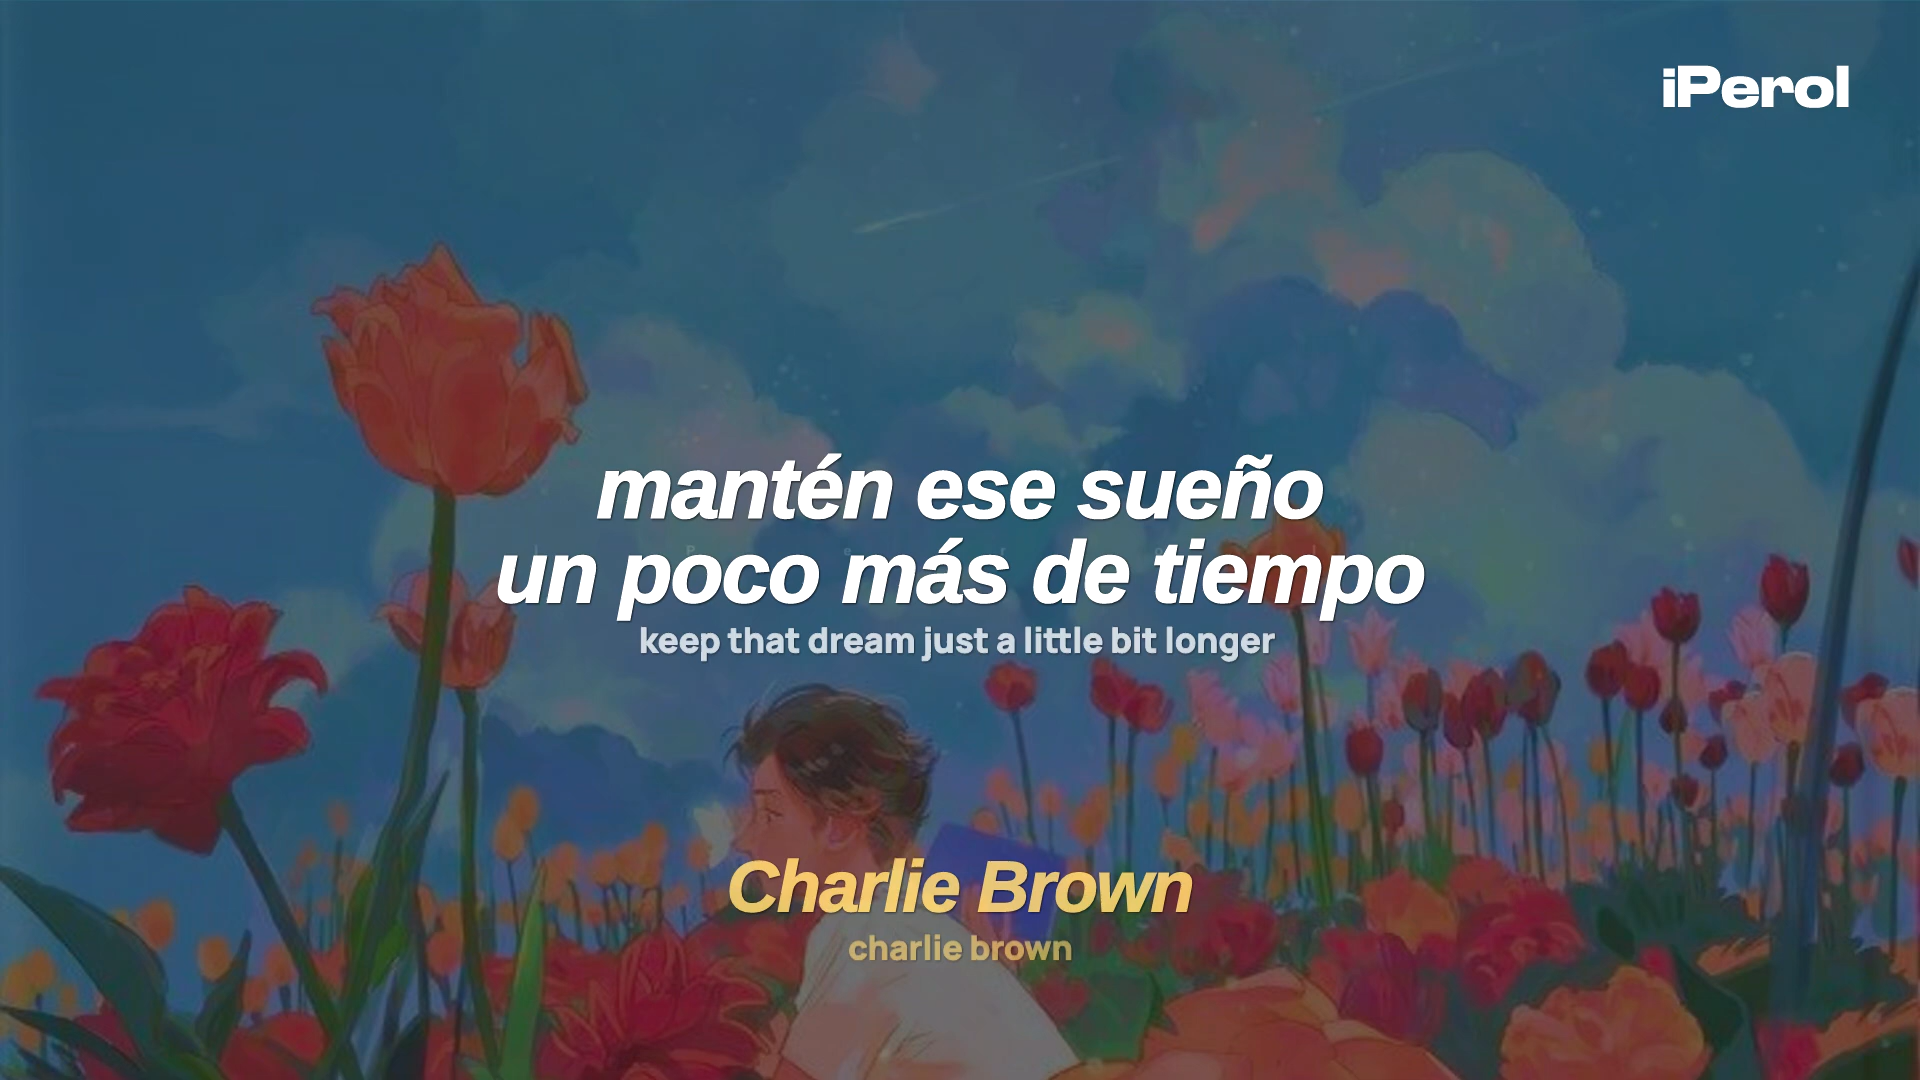 iPerol
mantén ese sueño
un poco más de tiempo
keep that dream just a little bit longer
Charlie Brown
charlie brown